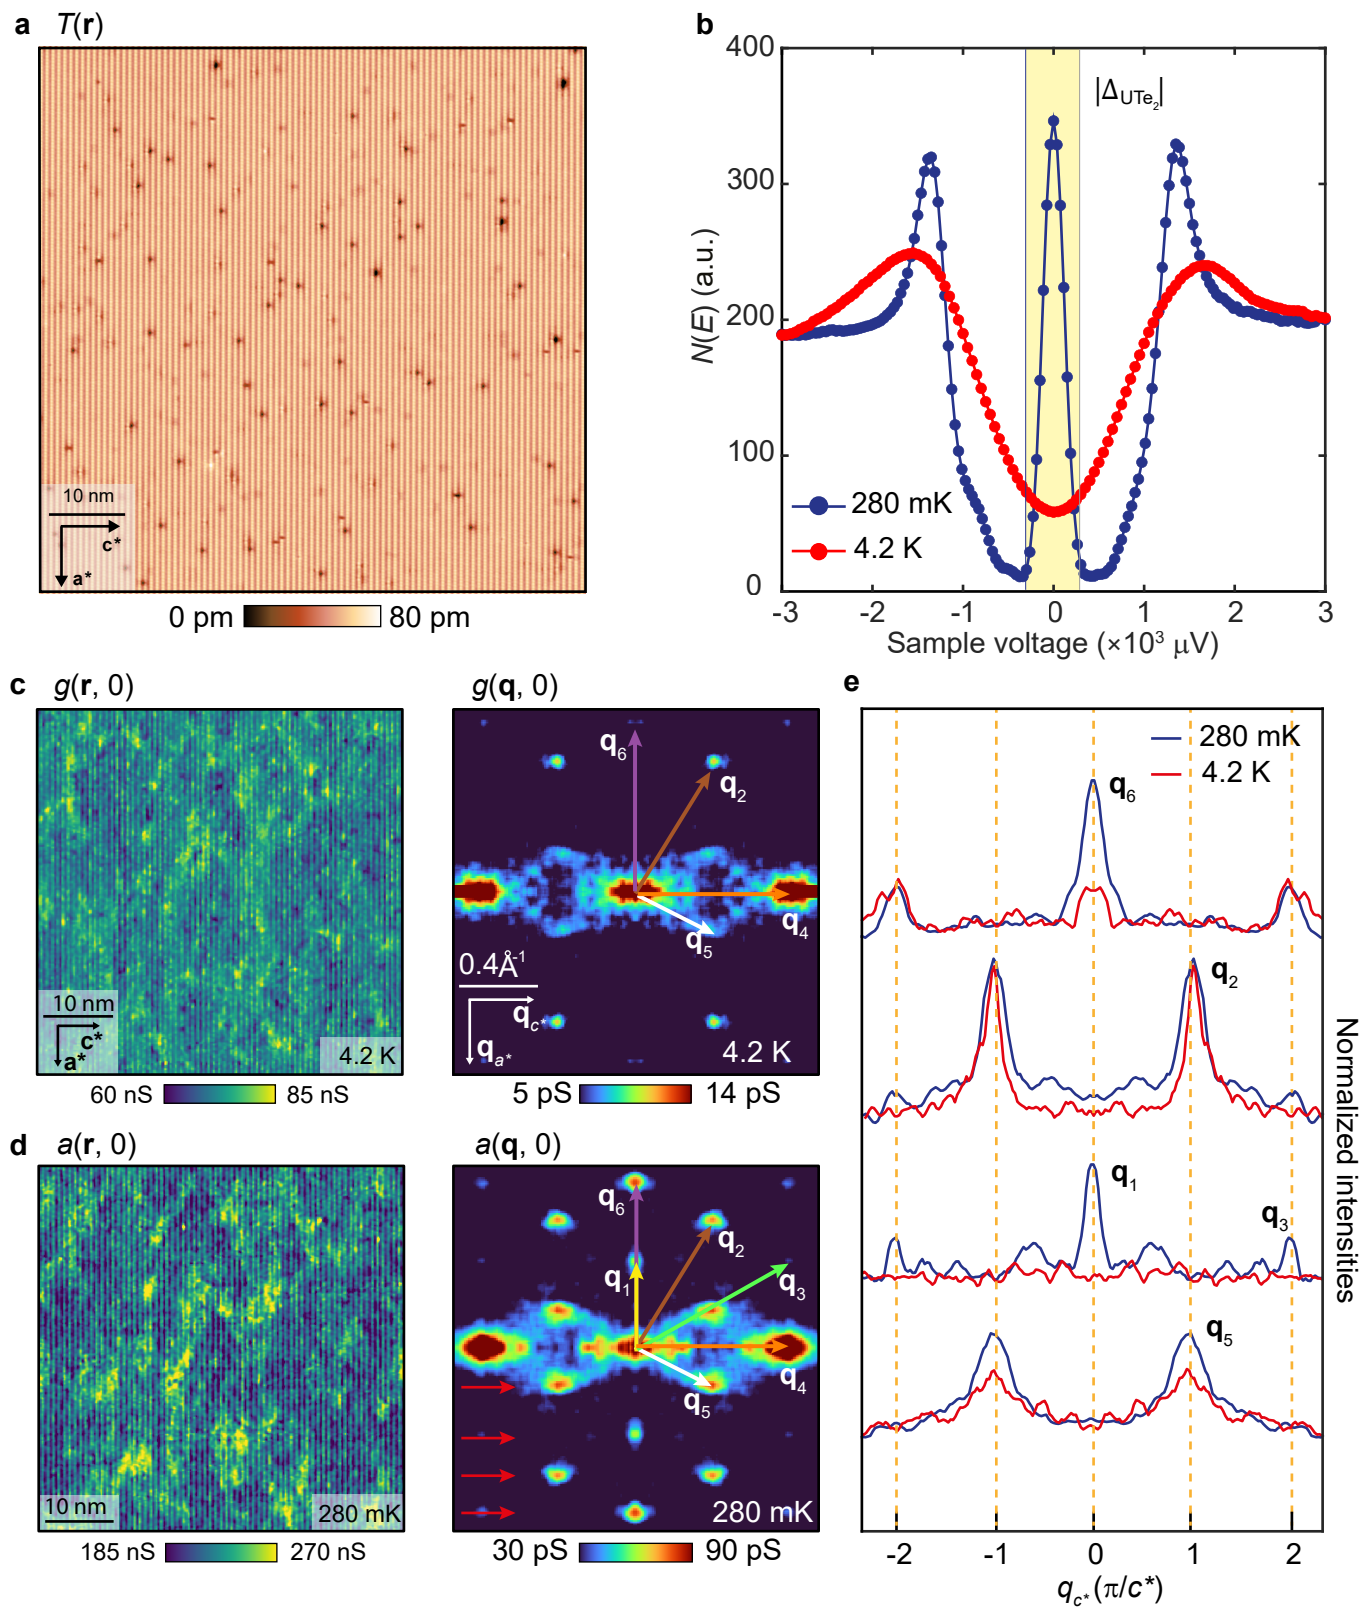 a T(r)
10 nm
c*
a*
0 pm 80 pm
b
400
300
200
100
0
N(E) (a.u.)
|Δ_UTe₂|
280 mK
4.2 K
-3 -2 -1 0 1 2 3
Sample voltage (×10³ μV)
c g(r, 0)
10 nm
c*
a*
4.2 K
60 nS 85 nS
g(q, 0)
q₆
q₂
q₄
q₅
0.4Å⁻¹
q_c*
q_a*
4.2 K
5 pS 14 pS
d a(r, 0)
10 nm
280 mK
185 nS 270 nS
a(q, 0)
q₆
q₂
q₁
q₃
q₄
q₅
280 mK
30 pS 90 pS
e
280 mK
4.2 K
q₆
q₂
q₁
q₃
q₅
Normalized intensities
-2 -1 0 1 2
q_c*(π/c*)